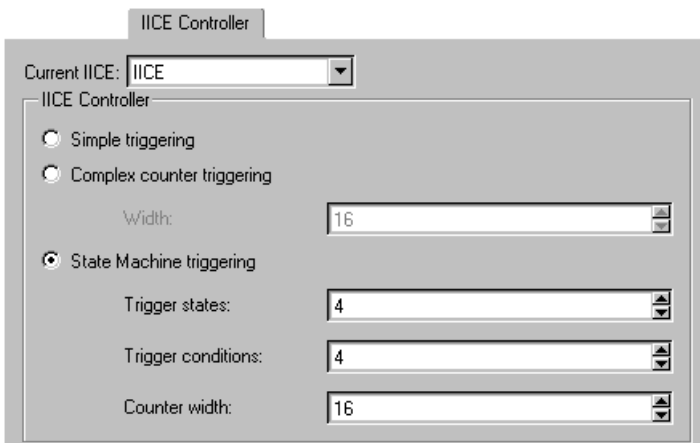 IICE Controller
Current IICE: IICE
IICE Controller
Simple triggering
Complex counter triggering
Width: 16
State Machine triggering
Trigger states: 4
Trigger conditions: 4
Counter width: 16